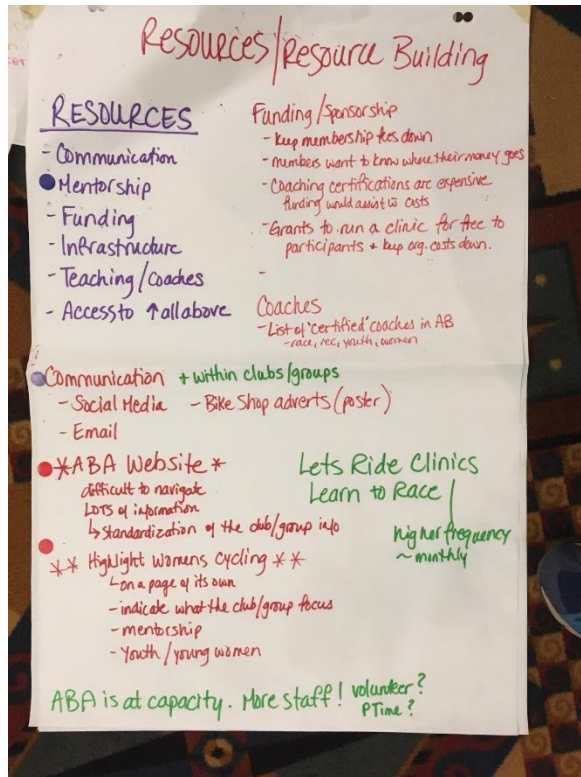 Resources/Resource Building
RESOURCES
- Communication
Mentorship
- Funding
- Infrastructure
- Teaching/Coaches
- Access to ↑ all above
Funding/Sponsorship
- Keep membership fees down
- members want to know where their money goes
- Coaching certifications are expensive
funding would assist w costs
- Grants to run a clinic for free to
participants + keep org. costs down.
-
Coaches
- List of 'certified' coaches in AB
- race, rec, youth, women
Communication + within clubs/groups
- Social Media - Bike Shop adverts (poster)
- Email
*ABA Website *
difficult to navigate
LOTS of information
↳ Standardization of the club/group info
** Highlight Womens Cycling **
- on a page of its own
- indicate what the club/group focus
- mentorship
- Youth/young women
Lets Ride Clinics
Learn to Race
higher frequency
~ monthly
ABA is at capacity. More staff! volunteer?
PTime?